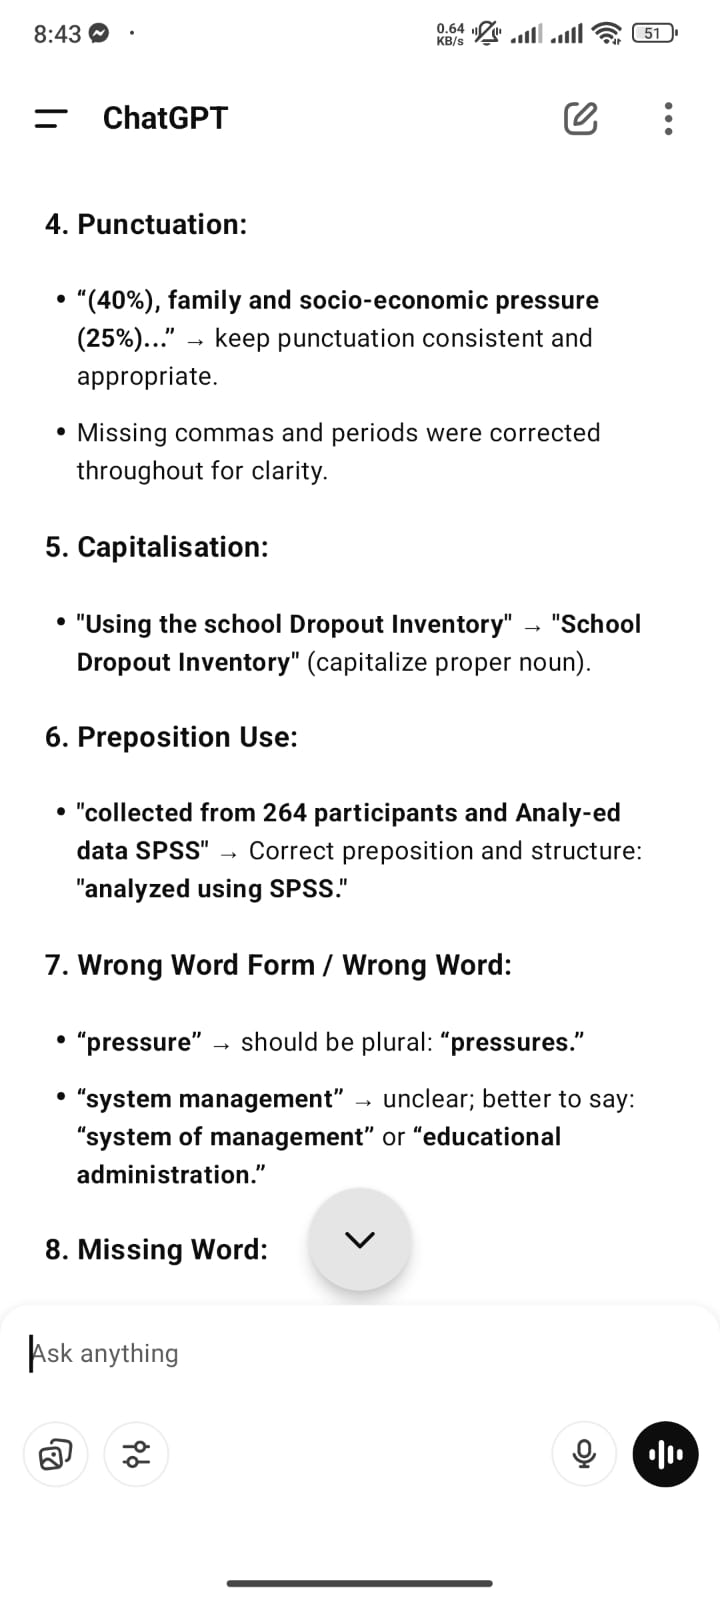 8:43
0.64
KB/s
51
ChatGPT
4. Punctuation:
• “(40%), family and socio-economic pressure
(25%)...” → keep punctuation consistent and
appropriate.
• Missing commas and periods were corrected
throughout for clarity.
5. Capitalisation:
• "Using the school Dropout Inventory" → "School
Dropout Inventory" (capitalize proper noun).
6. Preposition Use:
• "collected from 264 participants and Analy-ed
data SPSS" → Correct preposition and structure:
"analyzed using SPSS."
7. Wrong Word Form / Wrong Word:
• “pressure” → should be plural: “pressures.”
• “system management” → unclear; better to say:
“system of management” or “educational
administration.”
8. Missing Word:
Ask anything